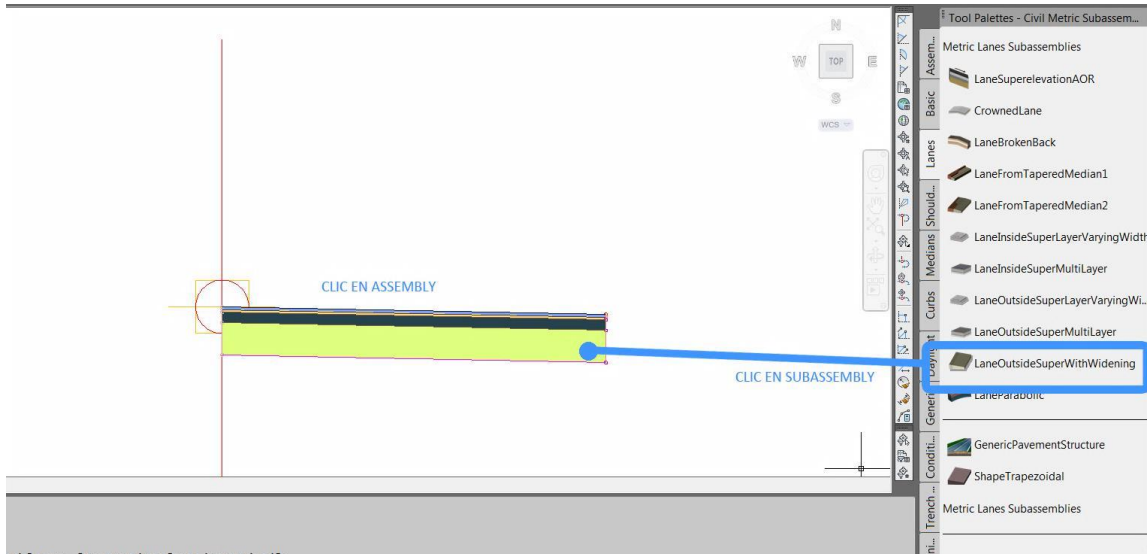 N
W
TOP
E
S
WCS
CLIC EN ASSEMBLY
CLIC EN SUBASSEMBLY
Assem...
Basic
Lanes
Should...
Medians
Curbs
Daylight
Conditi...
Trench ...
Tool Palettes - Civil Metric Subassem...
Metric Lanes Subassemblies
LaneSuperelevationAOR
CrownedLane
LaneBrokenBack
LaneFromTaperedMedian1
LaneFromTaperedMedian2
LaneInsideSuperLayerVaryingWidth
LaneInsideSuperMultiLayer
LaneOutsideSuperLayerVaryingWi...
LaneOutsideSuperMultiLayer
LaneOutsideSuperWithWidening
LaneParabolic
GenericPavementStructure
ShapeTrapezoidal
Metric Lanes Subassemblies